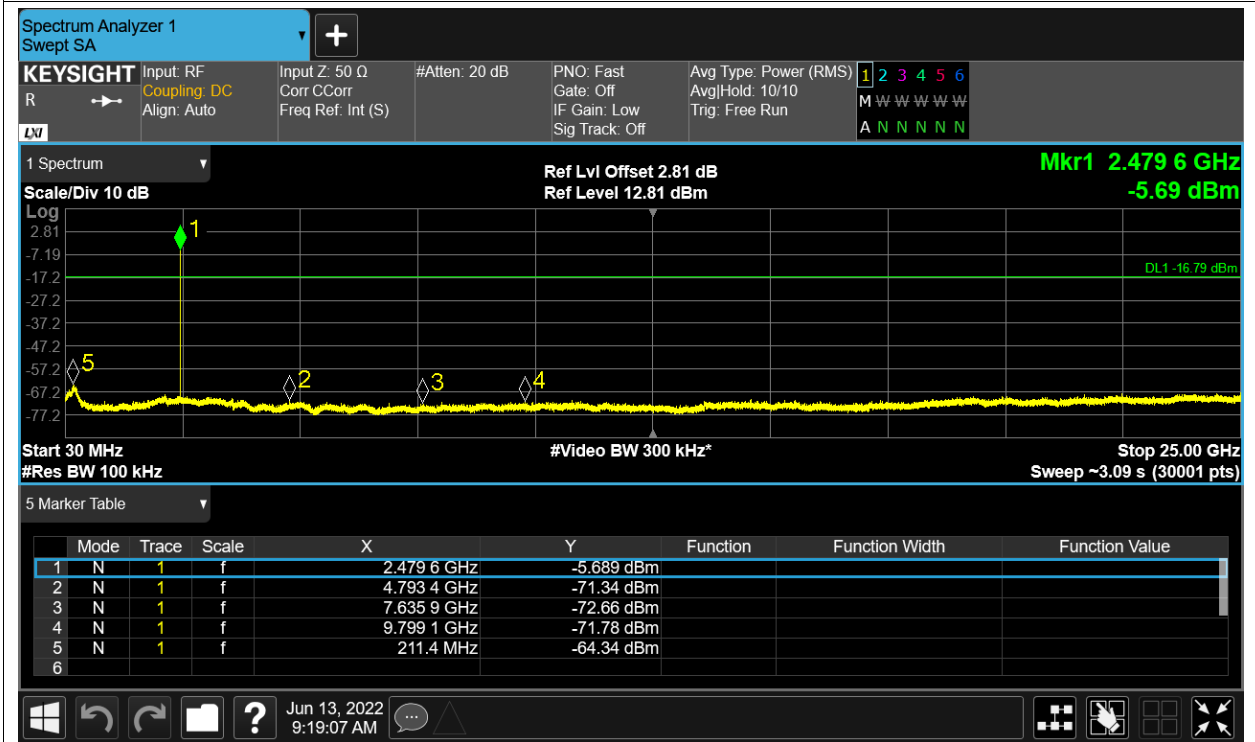 Spectrum Analyzer 1
Swept SA
+
KEYSIGHT
R
LXI
Input: RF
Coupling: DC
Align: Auto
Input Z: 50 Ω
Corr CCorr
Freq Ref: Int (S)
#Atten: 20 dB
PNO: Fast
Gate: Off
IF Gain: Low
Sig Track: Off
Avg Type: Power (RMS)
Avg|Hold: 10/10
Trig: Free Run
1 2 3 4 5 6
M W W W W W
A N N N N N
1 Spectrum
Scale/Div 10 dB
Ref Lvl Offset 2.81 dB
Ref Level 12.81 dBm
Mkr1 2.479 6 GHz
-5.69 dBm
Log
2.81
-7.19
-17.2
-27.2
-37.2
-47.2
-57.2
-67.2
-77.2
1
DL1 -16.79 dBm
5
2
3
4
Start 30 MHz
#Video BW 300 kHz*
Stop 25.00 GHz
#Res BW 100 kHz
Sweep ~3.09 s (30001 pts)
5 Marker Table
Mode Trace Scale X Y Function Function Width Function Value
1 N 1 f 2.479 6 GHz -5.689 dBm
2 N 1 f 4.793 4 GHz -71.34 dBm
3 N 1 f 7.635 9 GHz -72.66 dBm
4 N 1 f 9.799 1 GHz -71.78 dBm
5 N 1 f 211.4 MHz -64.34 dBm
6
?
Jun 13, 2022
9:19:07 AM